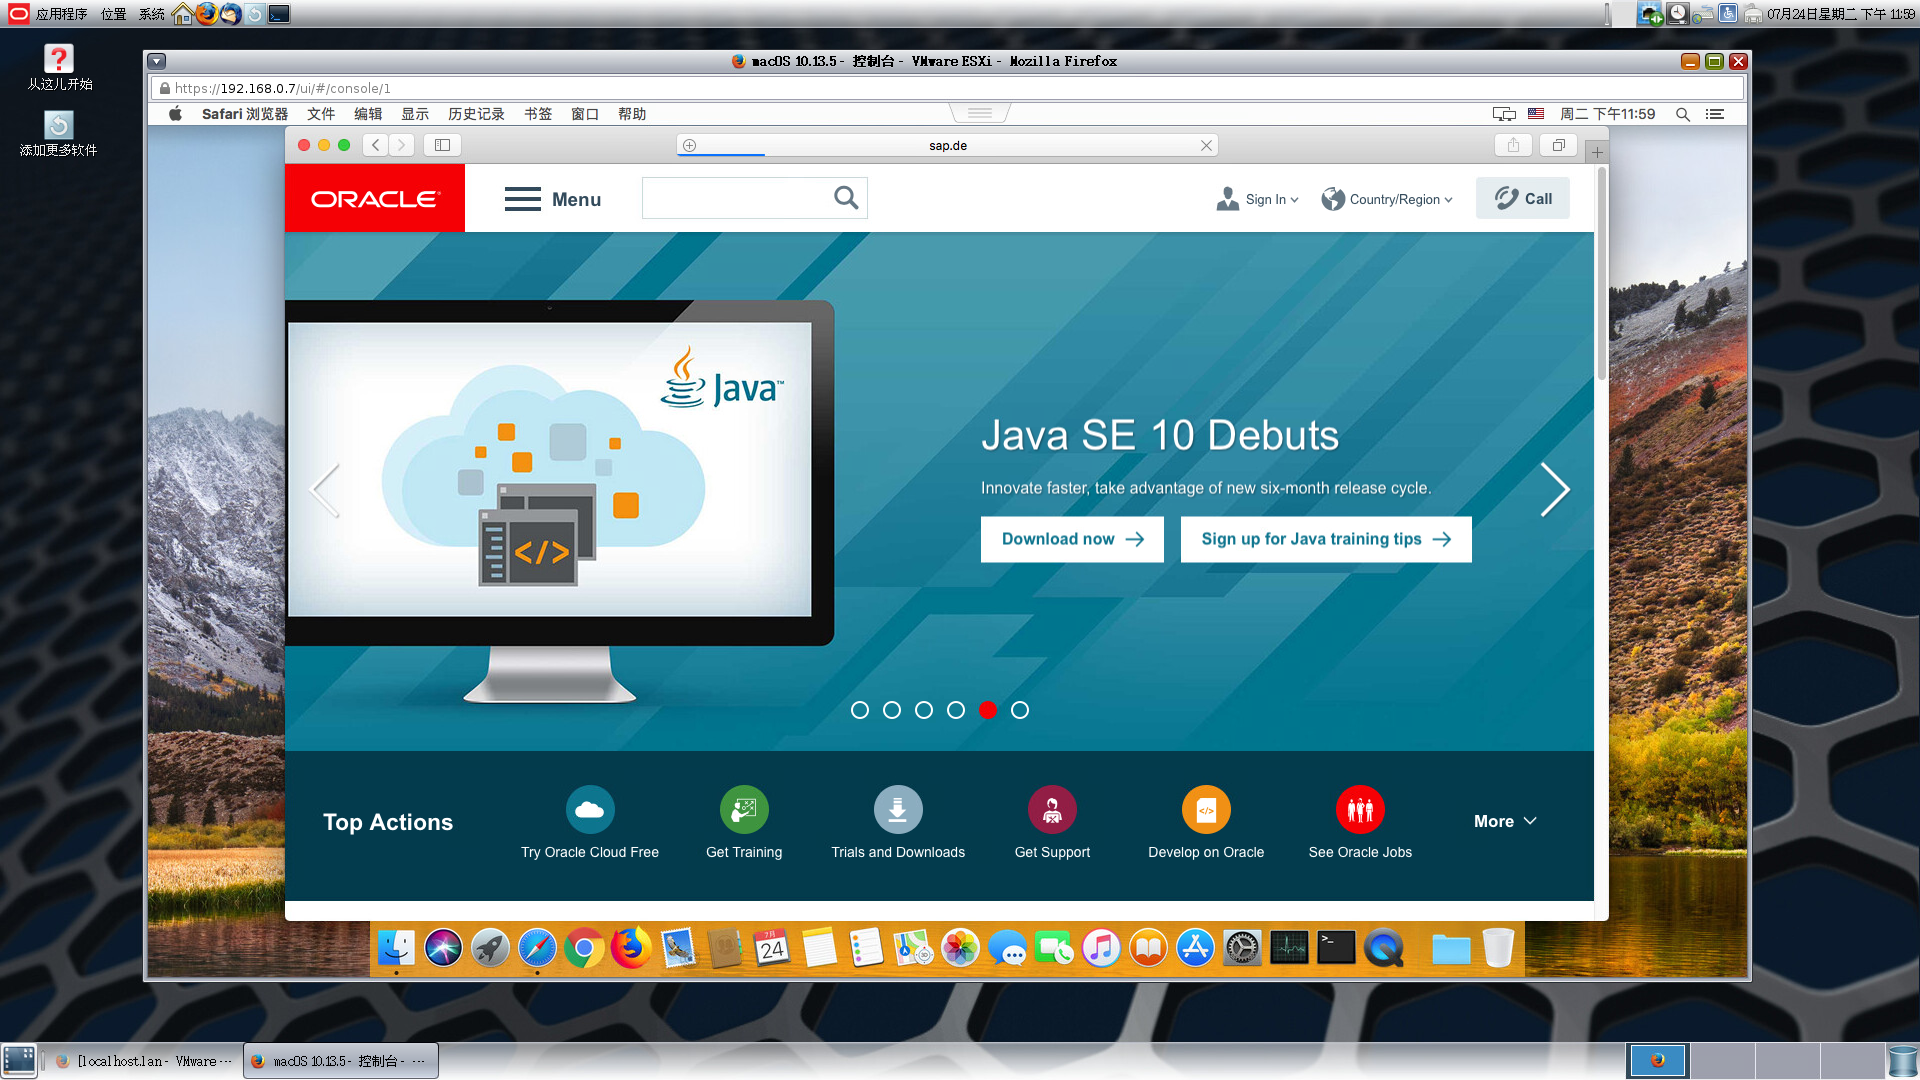 应用程序 位置 系统
07月24日星期二 下午 11:59
从这儿开始
添加更多软件
macOS 10.13.5 - 控制台 - VMware ESXi - Mozilla Firefox
https://192.168.0.7/ui/#/console/1
Safari 浏览器 文件 编辑 显示 历史记录 书签 窗口 帮助
周二 下午11:59
sap.de
ORACLE
Menu
Sign In
Country/Region
Call
Java™
Java SE 10 Debuts
Innovate faster, take advantage of new six-month release cycle.
Download now
Sign up for Java training tips
</>
Top Actions
Try Oracle Cloud Free
Get Training
Trials and Downloads
Get Support
Develop on Oracle
See Oracle Jobs
More
7月
24
3D
>_
[localhost.lan - VMware ...
macOS 10.13.5 - 控制台 - ...